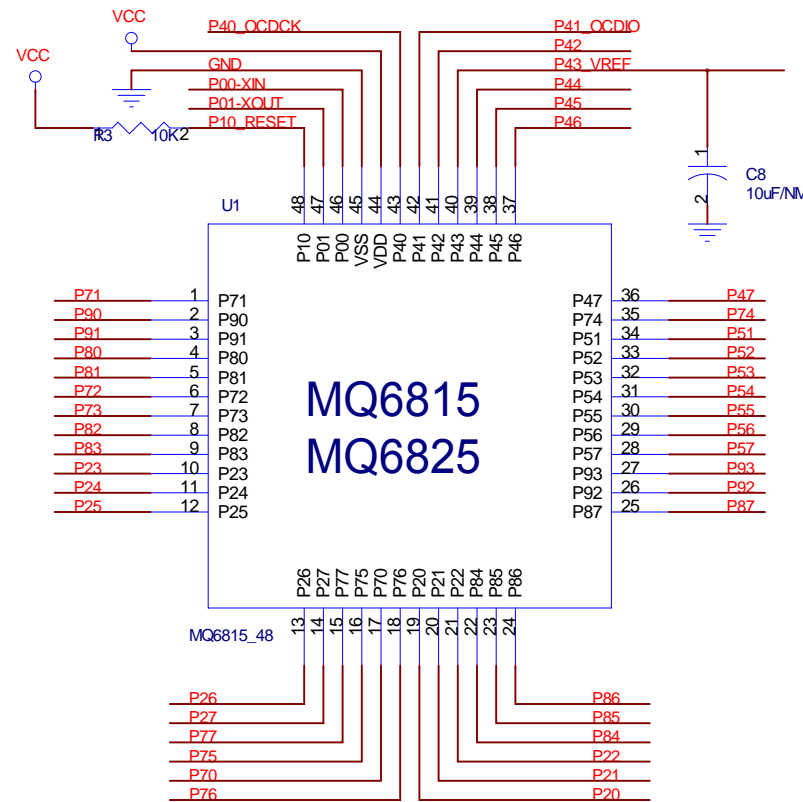 VCC
P40_OCDCK
P41_OCDIO
P42
VCC
GND
P43_VREF
P00-XIN
P44
P01-XOUT
P45
R3
1
10K
2
P10_RESET
P46
1
C8
10uF/NM
2
U1
48 47 46 45 44 43 42 41 40 39 38 37
P10 P01 P00 VSS VDD P40 P41 P42 P43 P44 P45 P46
P71 1 P71
P90 2 P90
P91 3 P91
P80 4 P80
P81 5 P81
P72 6 P72
P73 7 P73
P82 8 P82
P83 9 P83
P23 10 P23
P24 11 P24
P25 12 P25
MQ6815
MQ6825
P47 36 P47
P74 35 P74
P51 34 P51
P52 33 P52
P53 32 P53
P54 31 P54
P55 30 P55
P56 29 P56
P57 28 P57
P93 27 P93
P92 26 P92
P87 25 P87
P26 P27 P77 P75 P70 P76 P20 P21 P22 P84 P85 P86
13 14 15 16 17 18 19 20 21 22 23 24
MQ6815_48
P26
P86
P27
P85
P77
P84
P75
P22
P70
P21
P76
P20